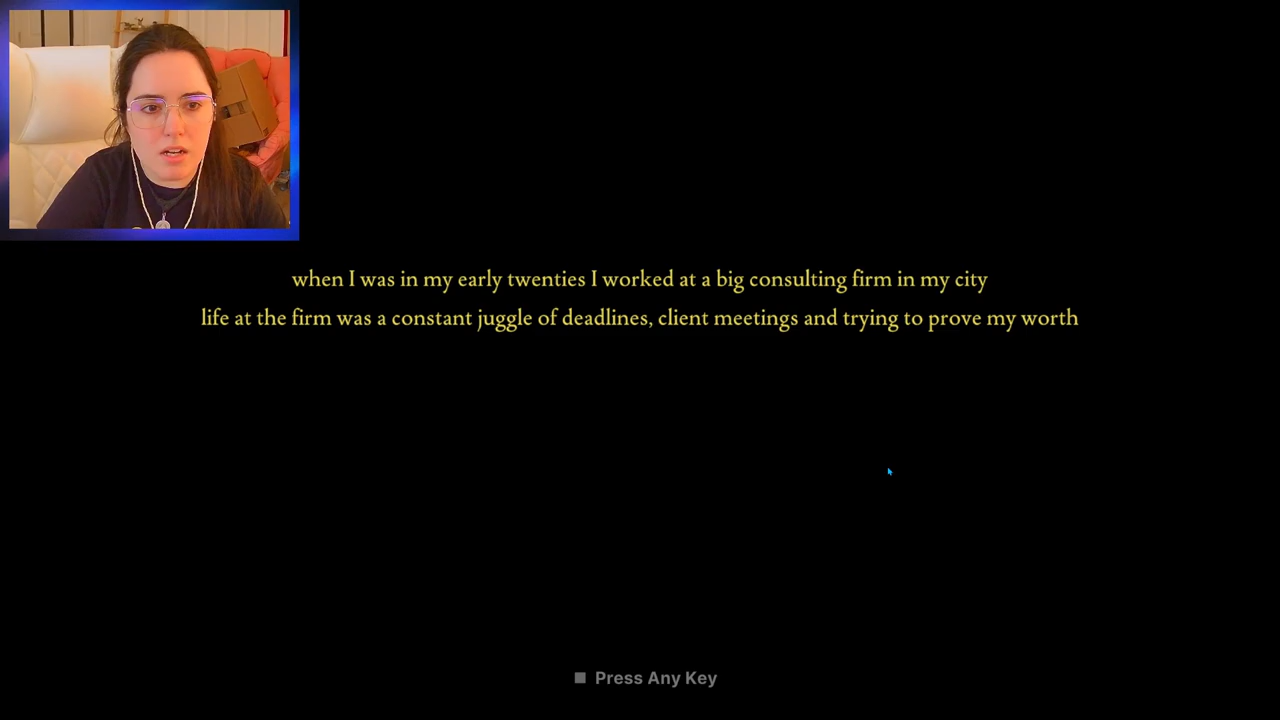 when I was in my early twenties I worked at a big consulting firm in my city
life at the firm was a constant juggle of deadlines, client meetings and trying to prove my worth
Press Any Key